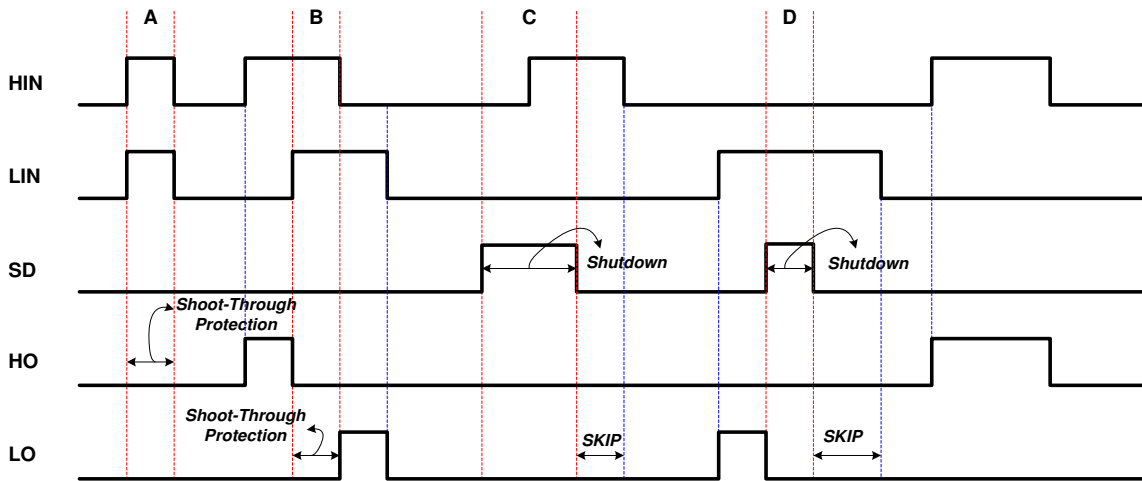 A
B
C
D
HIN
LIN
SD
Shutdown
Shutdown
Shoot-Through
Protection
HO
Shoot-Through
Protection
LO
SKIP
SKIP